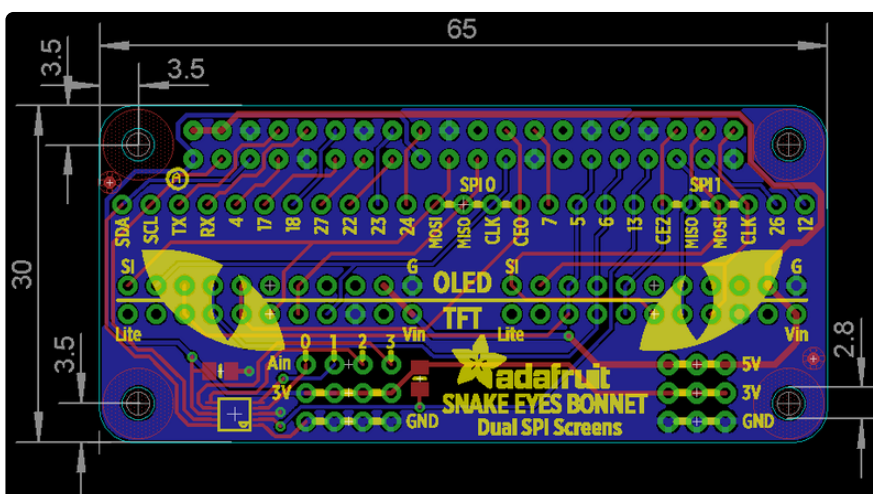 65
3.5
3.5
A
SPI 0
SPI 1
SDA SCL TX RX 4 17 18 27 22 23 24 MOSI MISO CLK CE0 7 5 6 13 CE2 MISO MOSI CLK 26 12
30
SI G SI G
OLED
TFT
Lite Vin Lite Vin
0 1 2 3
Ain
3V
GND
5V
3V
GND
adafruit
SNAKE EYES BONNET
Dual SPI Screens
3.5
2.8